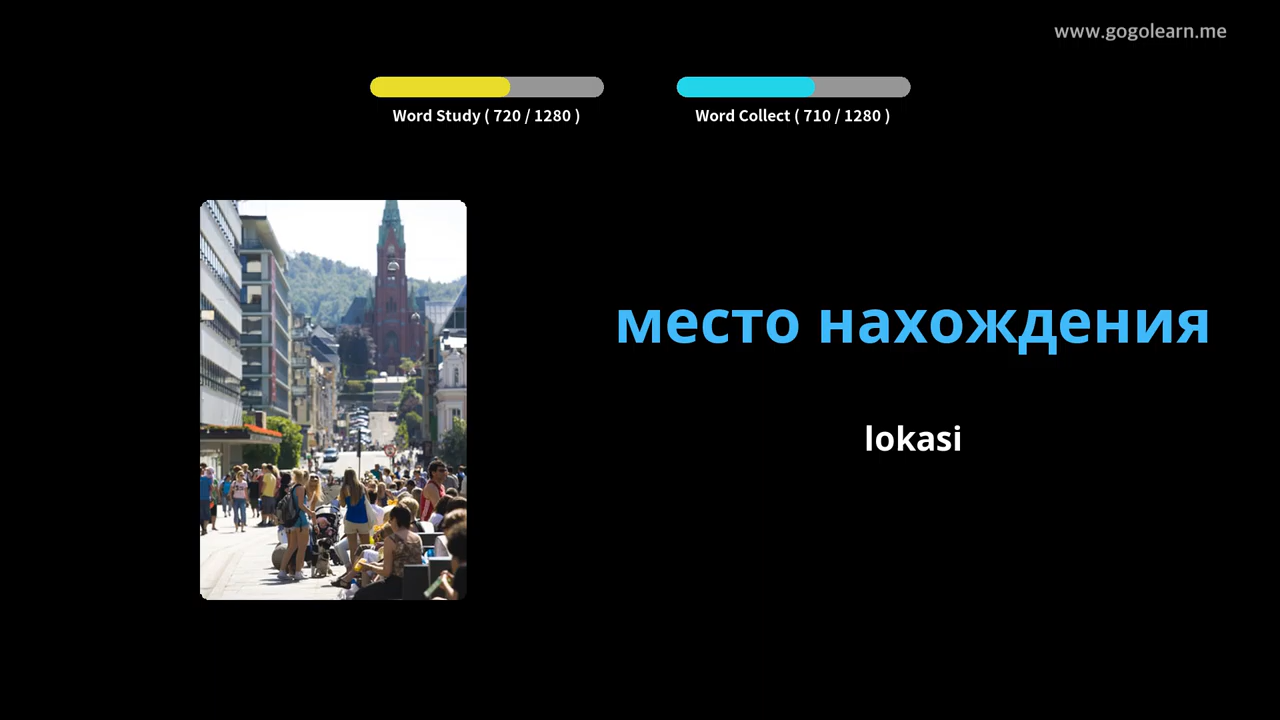 www.gogolearn.me
Word Study ( 720 / 1280 )
Word Collect ( 710 / 1280 )
место нахождения
lokasi